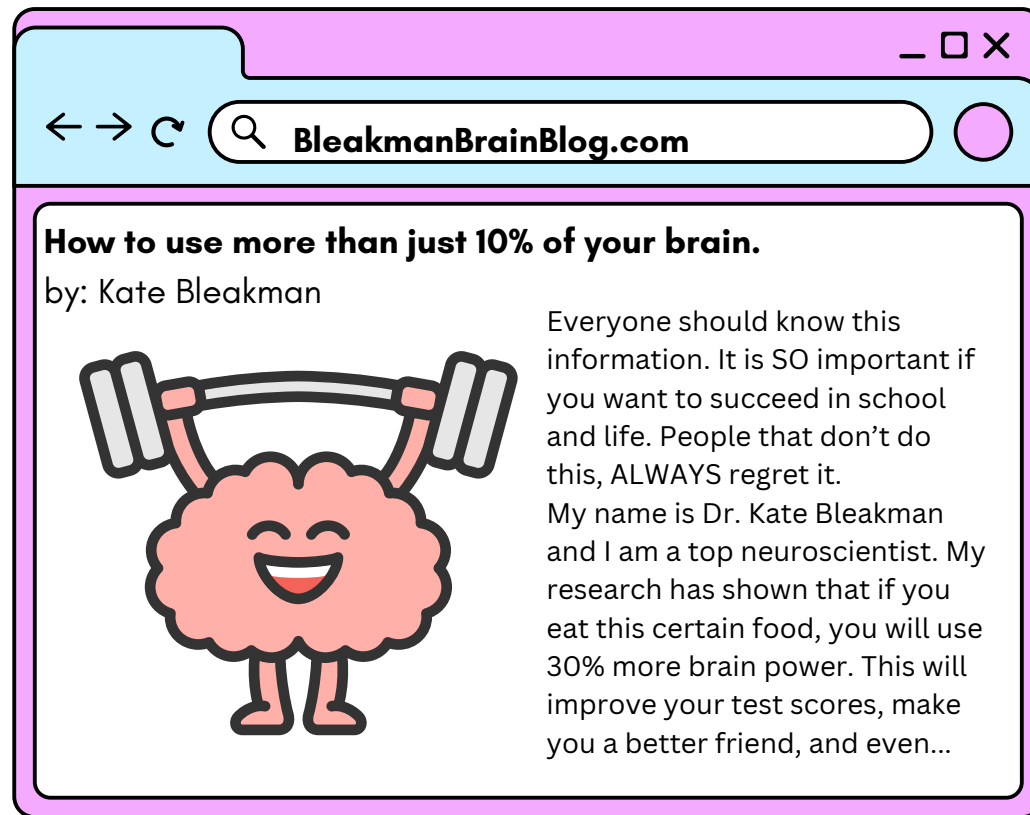 BleakmanBrainBlog.com
How to use more than just 10% of your brain.
by: Kate Bleakman
Everyone should know this
information. It is SO important if
you want to succeed in school
and life. People that don’t do
this, ALWAYS regret it.
My name is Dr. Kate Bleakman
and I am a top neuroscientist. My
research has shown that if you
eat this certain food, you will use
30% more brain power. This will
improve your test scores, make
you a better friend, and even...